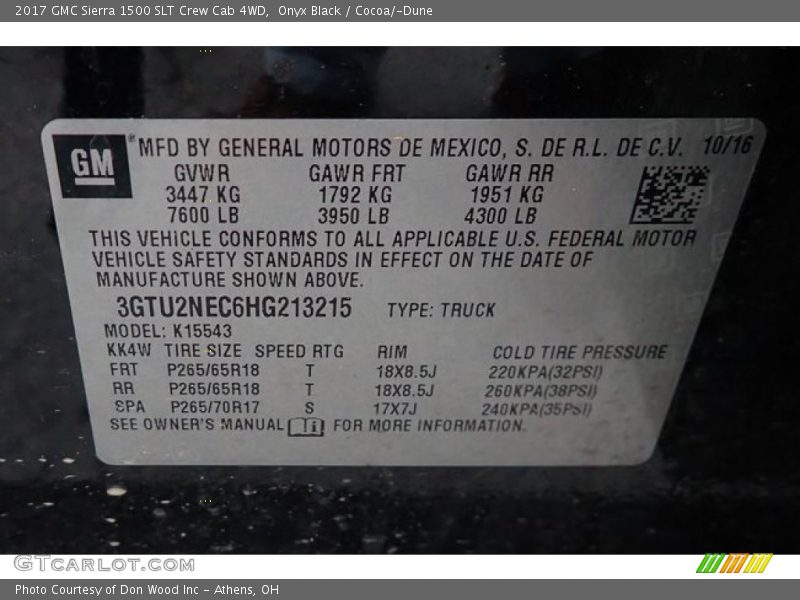 2017 GMC Sierra 1500 SLT Crew Cab 4WD, Onyx Black / Cocoa/­Dune
GM® MFD BY GENERAL MOTORS DE MEXICO, S. DE R.L. DE C.V. 10/16
GVWR GAWR FRT GAWR RR
3447 KG 1792 KG 1951 KG
7600 LB 3950 LB 4300 LB
THIS VEHICLE CONFORMS TO ALL APPLICABLE U.S. FEDERAL MOTOR
VEHICLE SAFETY STANDARDS IN EFFECT ON THE DATE OF
MANUFACTURE SHOWN ABOVE.
3GTU2NEC6HG213215 TYPE: TRUCK
MODEL: K15543
KK4W TIRE SIZE SPEED RTG RIM COLD TIRE PRESSURE
FRT P265/65R18 T 18X8.5J 220KPA(32PSI)
RR P265/65R18 T 18X8.5J 260KPA(38PSI)
SPA P265/70R17 S 17X7J 240KPA(35PSI)
SEE OWNER'S MANUAL FOR MORE INFORMATION.
GTCARLOT.COM
Photo Courtesy of Don Wood Inc - Athens, OH